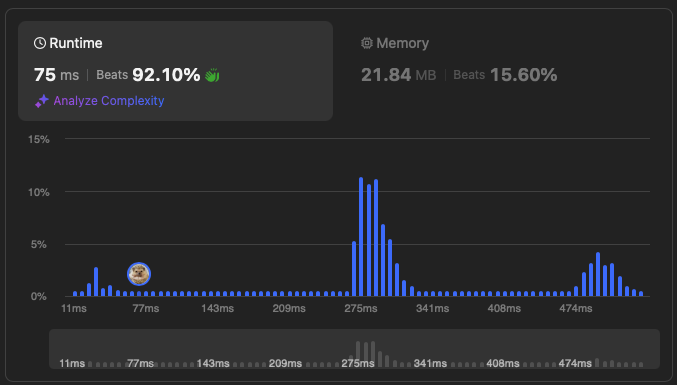 Runtime
Memory
75 ms | Beats 92.10%
21.84 MB | Beats 15.60%
Analyze Complexity
15%
10%
5%
0%
11ms 77ms 143ms 209ms 275ms 341ms 408ms 474ms
11ms 77ms 143ms 209ms 275ms 341ms 408ms 474ms